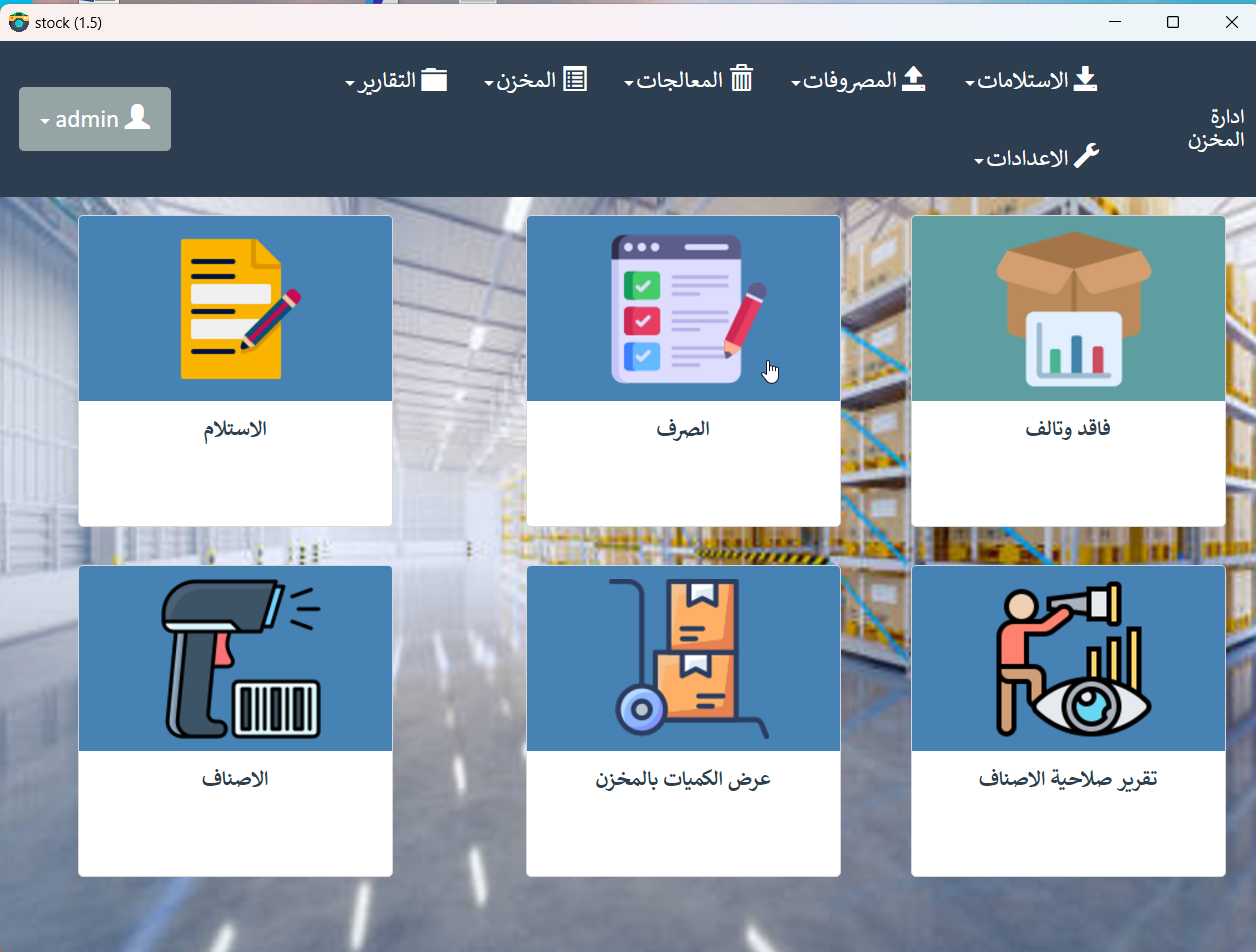 stock (1.5)
ادارة
المخزن
الاستلامات
المصروفات
المعالجات
المخزن
التقارير
الاعدادات
admin
فاقد وتالف
الصرف
الاستلام
تقرير صلاحية الاصناف
عرض الكميات بالمخزن
الاصناف